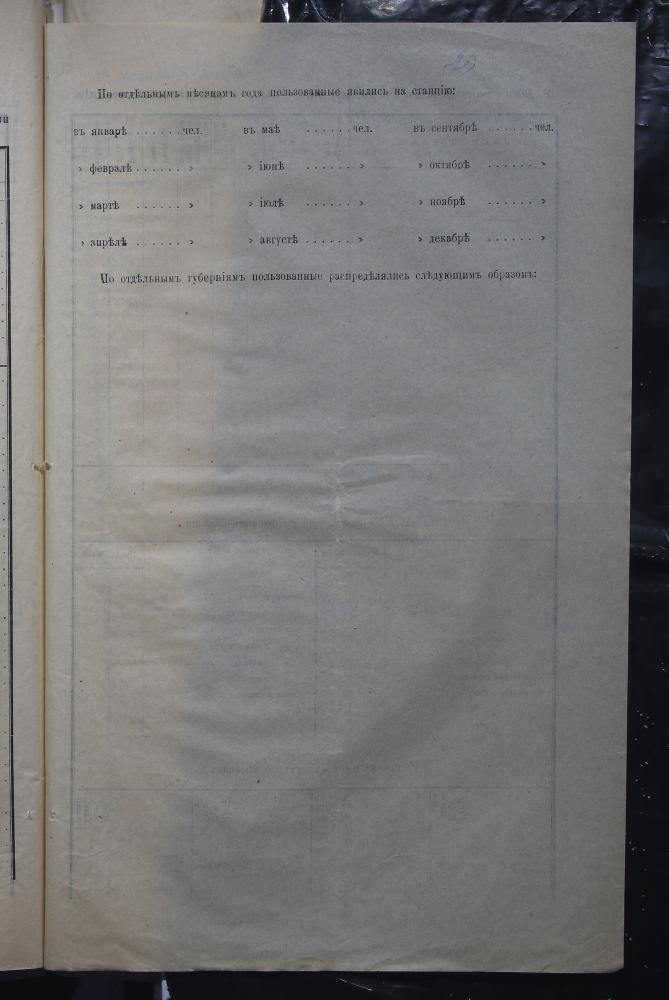 По отдѣльнымъ мѣсяцамъ года пользованные явились на станцію:
въ январѣ ...... чел. въ маѣ ...... чел. въ сентябрѣ ...... чел.
» февралѣ ...... » » іюнѣ ...... » » октябрѣ ...... »
» мартѣ ...... » » іюлѣ ...... » » ноябрѣ ...... »
» апрѣлѣ ...... » » августѣ ...... » » декабрѣ ...... »
По отдѣльнымъ губерніямъ пользованные распредѣлялись слѣдующимъ образомъ: